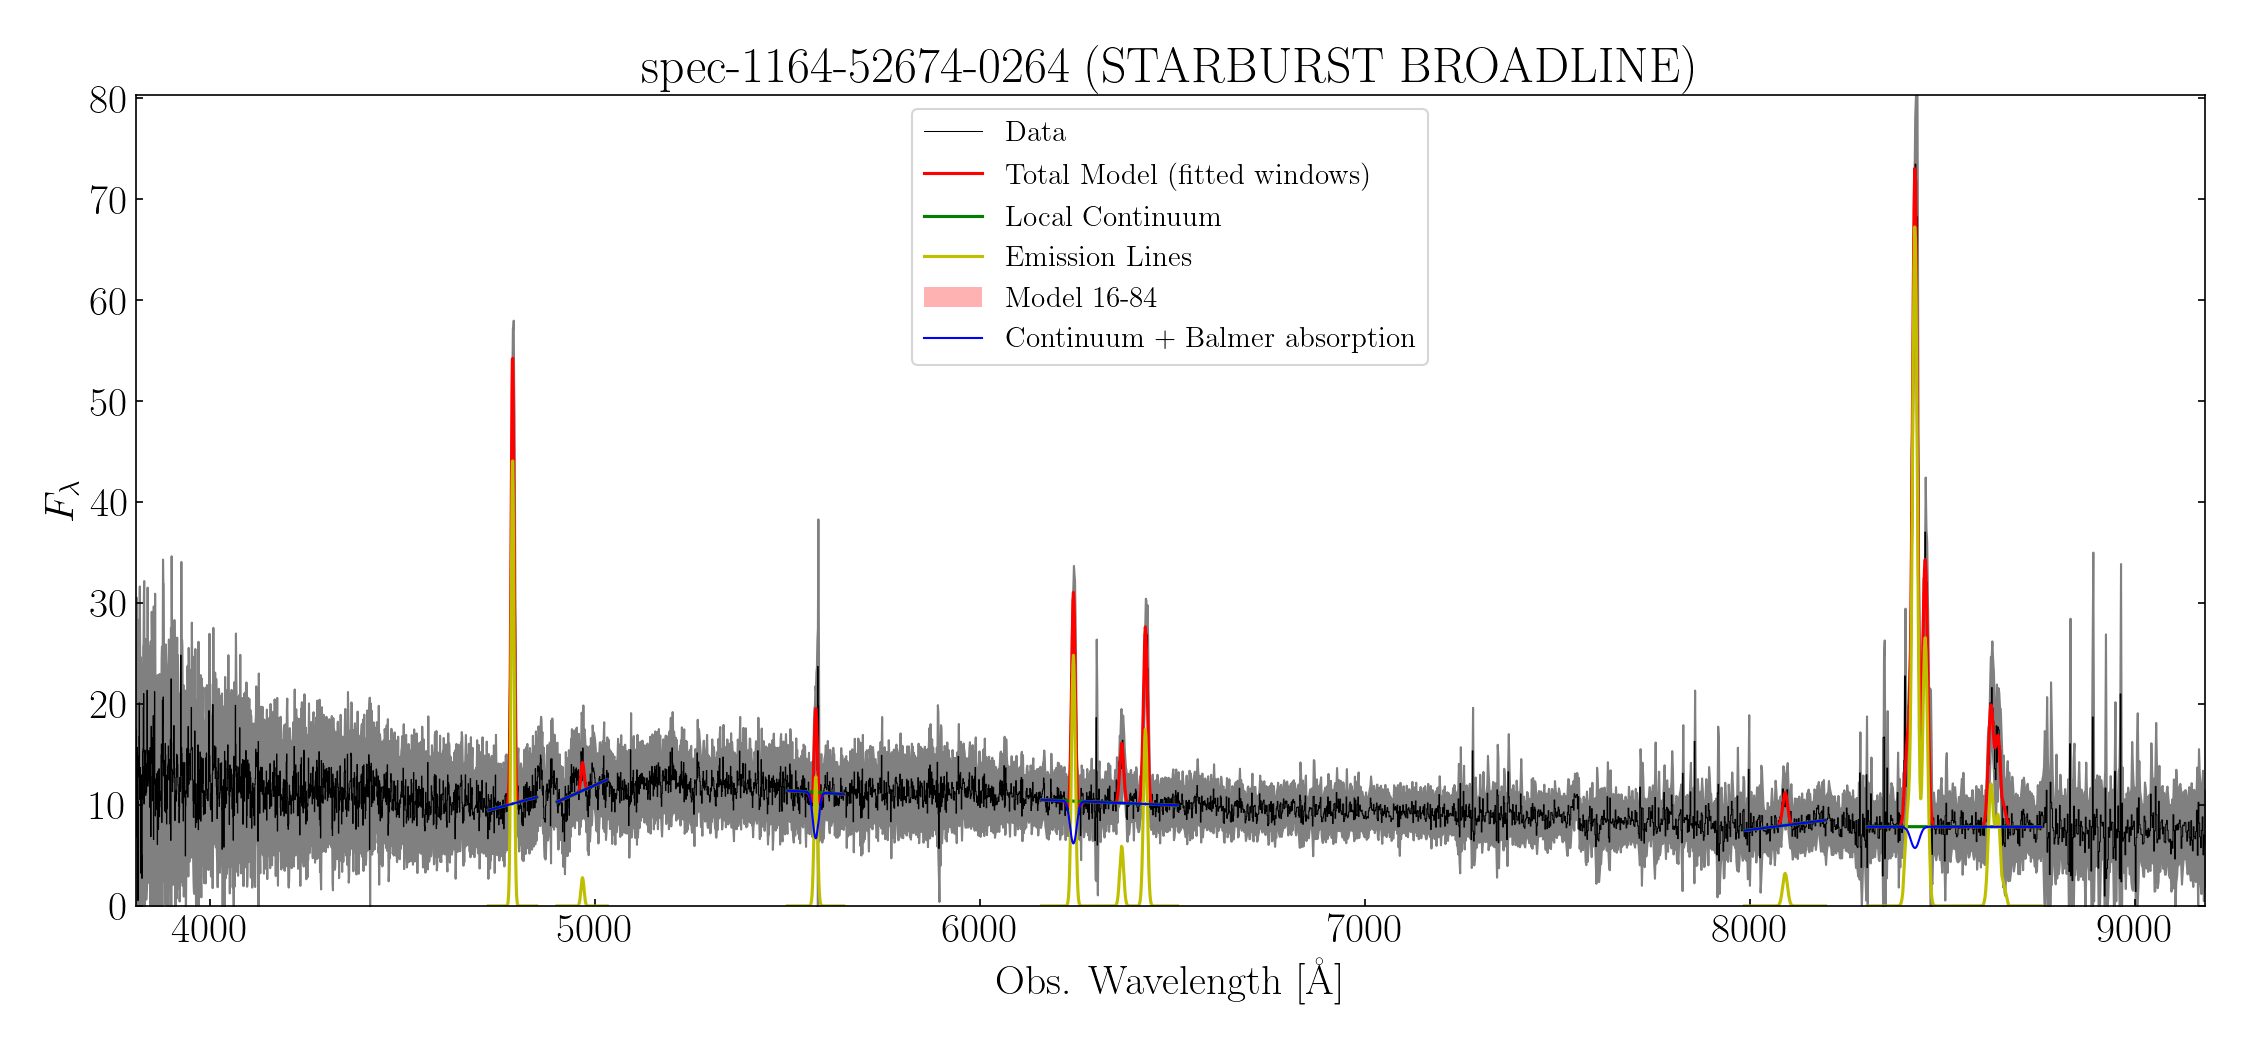 spec-1164-52674-0264 (STARBURST BROADLINE)
Data
Total Model (fitted windows)
Local Continuum
Emission Lines
Model 16-84
Continuum + Balmer absorption
80
70
60
50
40
30
20
10
0
Fλ
4000 5000 6000 7000 8000 9000
Obs. Wavelength [Å]